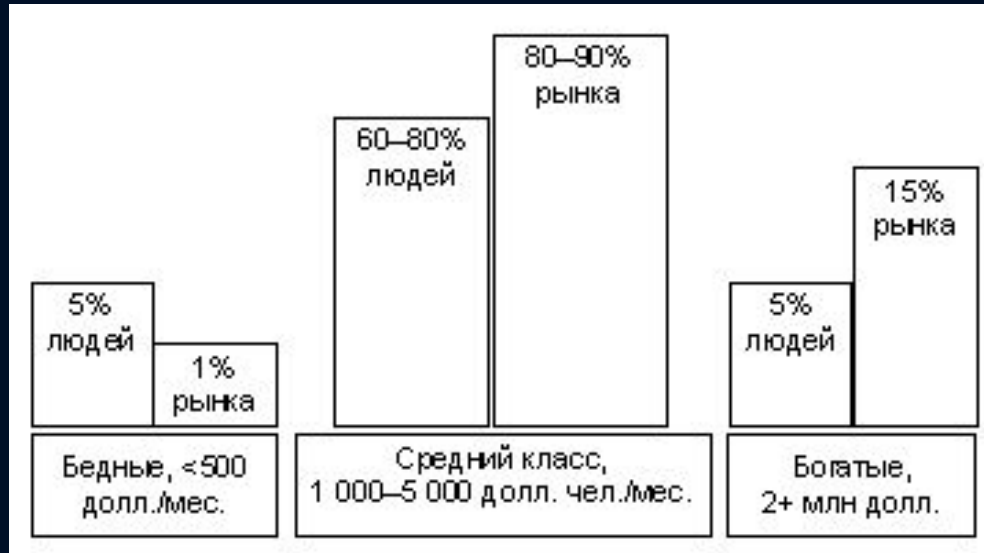 5%
людей
1%
рынка
Бедные, <500
долл./мес.
60–80%
людей
80–90%
рынка
Средний класс,
1 000–5 000 долл. чел./мес.
5%
людей
15%
рынка
Богатые,
2+ млн долл.